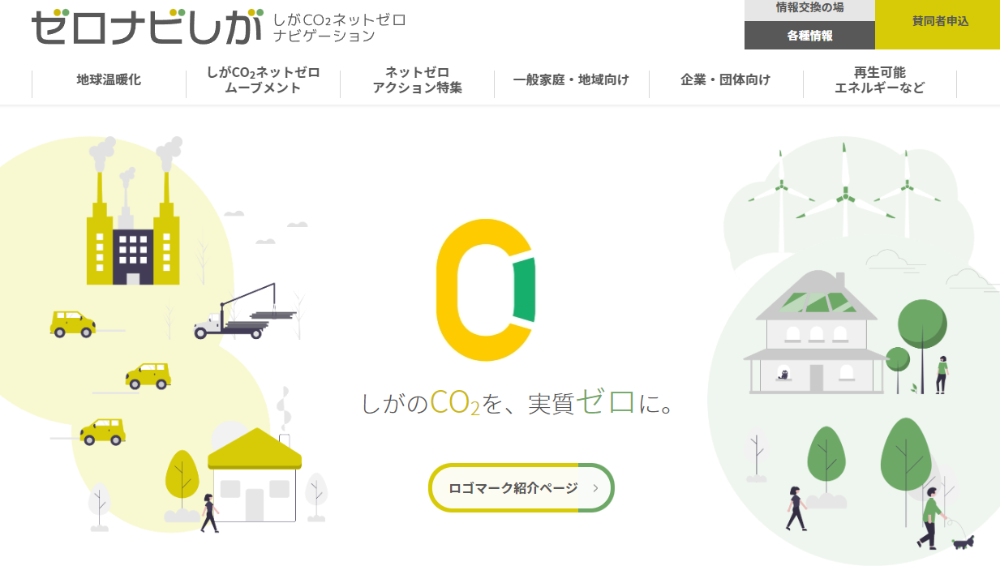 ゼロナビしが
しがCO₂ネットゼロ
ナビゲーション
情報交換の場
各種情報
賛同者申込
地球温暖化
しがCO₂ネットゼロ
ムーブメント
ネットゼロ
アクション特集
一般家庭・地域向け
企業・団体向け
再生可能
エネルギーなど
しがのCO₂を、実質ゼロに。
ロゴマーク紹介ページ